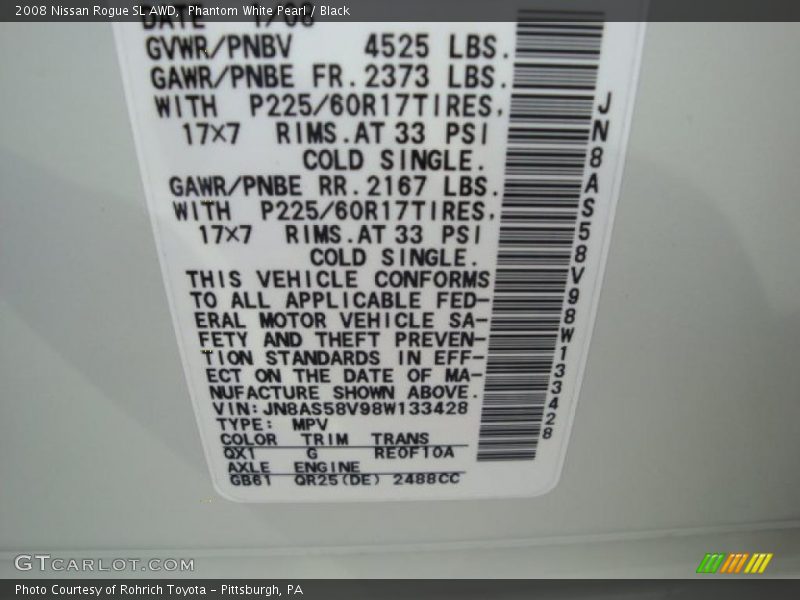 2008 Nissan Rogue SL AWD, Phantom White Pearl / Black
DATE 1/08
GVWR/PNBV 4525 LBS.
GAWR/PNBE FR.2373 LBS.
WITH P225/60R17TIRES,
17×7 RIMS.AT 33 PSI
COLD SINGLE.
GAWR/PNBE RR.2167 LBS.
WITH P225/60R17TIRES,
17×7 RIMS.AT 33 PSI
COLD SINGLE.
THIS VEHICLE CONFORMS
TO ALL APPLICABLE FED-
ERAL MOTOR VEHICLE SA-
FETY AND THEFT PREVEN-
TION STANDARDS IN EFF-
ECT ON THE DATE OF MA-
NUFACTURE SHOWN ABOVE.
VIN:JN8AS58V98W133428
TYPE: MPV
COLOR TRIM TRANS
QX1 G RE0F10A
AXLE ENGINE
GB61 QR25(DE) 2488CC
JN8AS58V98W133428
GTCARLOT.COM
Photo Courtesy of Rohrich Toyota - Pittsburgh, PA